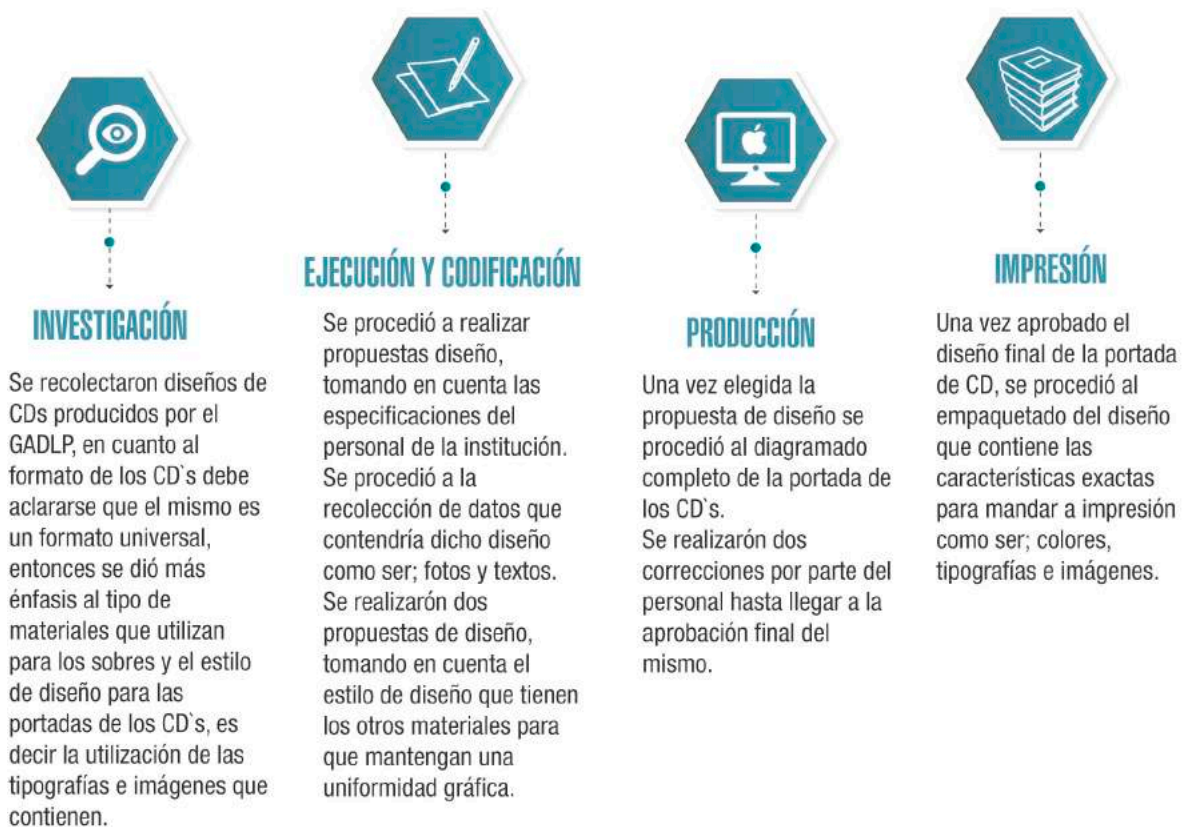 INVESTIGACIÓN
Se recolectaron diseños de
CDs producidos por el
GADLP, en cuanto al
formato de los CD`s debe
aclararse que el mismo es
un formato universal,
entonces se dió más
énfasis al tipo de
materiales que utilizan
para los sobres y el estilo
de diseño para las
portadas de los CD`s, es
decir la utilización de las
tipografías e imágenes que
contienen.
EJECUCIÓN Y CODIFICACIÓN
Se procedió a realizar
propuestas diseño,
tomando en cuenta las
especificaciones del
personal de la institución.
Se procedió a la
recolección de datos que
contendría dicho diseño
como ser; fotos y textos.
Se realizarón dos
propuestas de diseño,
tomando en cuenta el
estilo de diseño que tienen
los otros materiales para
que mantengan una
uniformidad gráfica.
PRODUCCIÓN
Una vez elegida la
propuesta de diseño se
procedió al diagramado
completo de la portada de
los CD`s.
Se realizarón dos
correcciones por parte del
personal hasta llegar a la
aprobación final del
mismo.
IMPRESIÓN
Una vez aprobado el
diseño final de la portada
de CD, se procedió al
empaquetado del diseño
que contiene las
características exactas
para mandar a impresión
como ser; colores,
tipografías e imágenes.